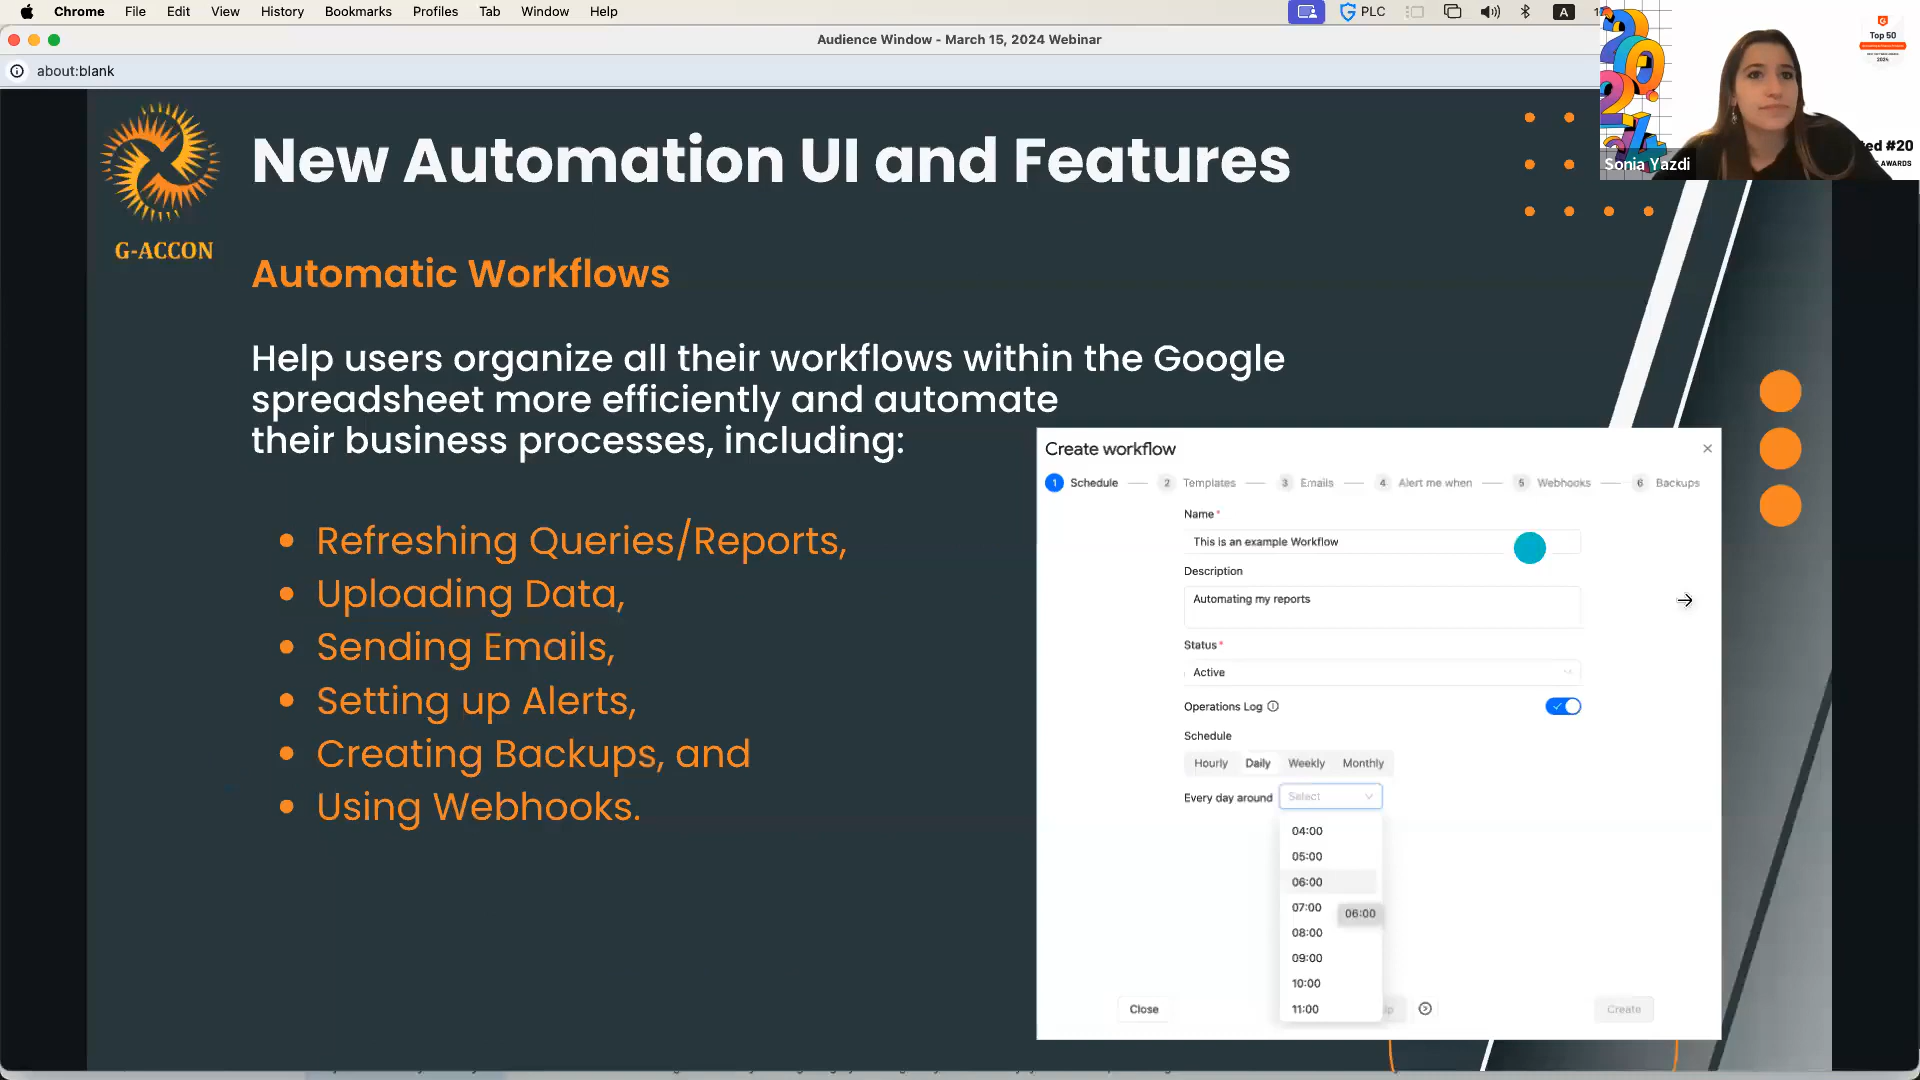 Chrome File Edit View History Bookmarks Profiles Tab Window Help PLC A
Audience Window - March 15, 2024 Webinar
about:blank
Top 50
2024
#20
AWARDS
Sonia Yazdi
G-ACCON
New Automation UI and Features
Automatic Workflows
Help users organize all their workflows within the Google
spreadsheet more efficiently and automate
their business processes, including:
Refreshing Queries/Reports,
Uploading Data,
Sending Emails,
Setting up Alerts,
Creating Backups, and
Using Webhooks.
Create workflow
1 Schedule 2 Templates 3 Emails 4 Alert me when 5 Webhooks 6 Backups
Name*
This is an example Workflow
Description
Automating my reports
Status*
Active
Operations Log
Schedule
Hourly Daily Weekly Monthly
Every day around Select
04:00
05:00
06:00
07:00
06:00
08:00
09:00
10:00
11:00
Close
Create